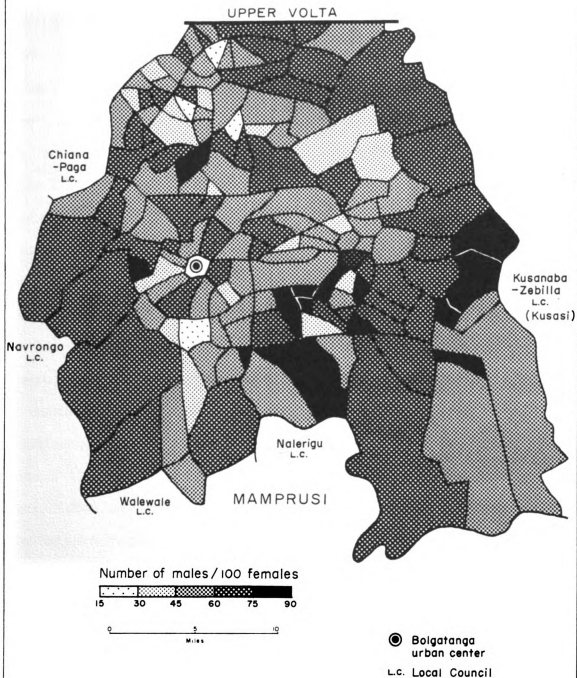 UPPER VOLTA
Chiana
-Paga
L.C.
Kusanaba
-Zebilla
L.C.
(Kusasi)
Navrongo
L.C.
Nalerigu
L.C.
Walewale
L.C.
MAMPRUSI
Number of males/100 females
15 30 45 60 75 90
0 5 10
Miles
Bolgatanga
urban center
L.C. Local Council